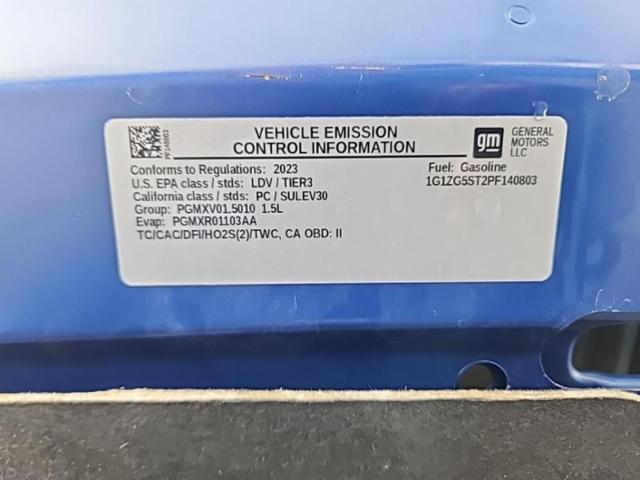 PF140803
VEHICLE EMISSION
CONTROL INFORMATION
gm
GENERAL
MOTORS
LLC
Conforms to Regulations: 2023
Fuel: Gasoline
U.S. EPA class / stds: LDV / TIER3
1G1ZG5ST2PF140803
California class / stds: PC / SULEV30
Group: PGMXV01.5010 1.5L
Evap: PGMXR01103AA
TC/CAC/DFI/HO2S(2)/TWC, CA OBD: II